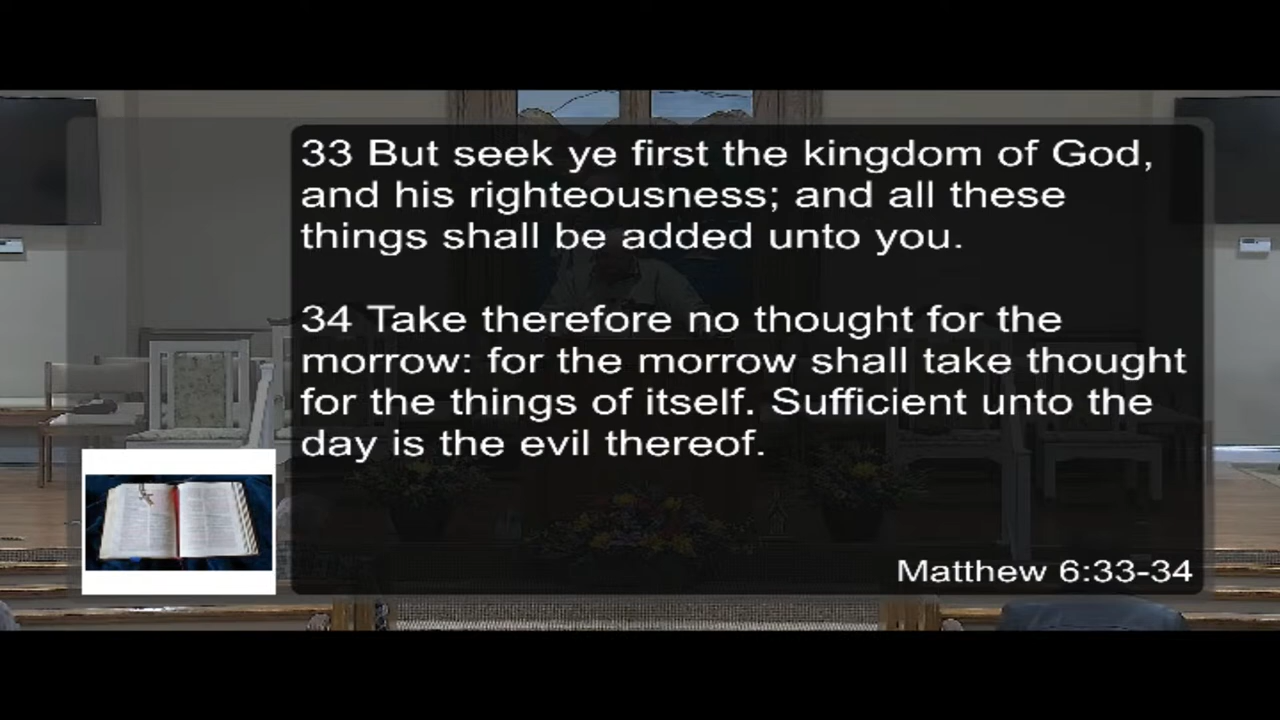 33 But seek ye first the kingdom of God,
and his righteousness; and all these
things shall be added unto you.
34 Take therefore no thought for the
morrow: for the morrow shall take thought
for the things of itself. Sufficient unto the
day is the evil thereof.
Matthew 6:33-34